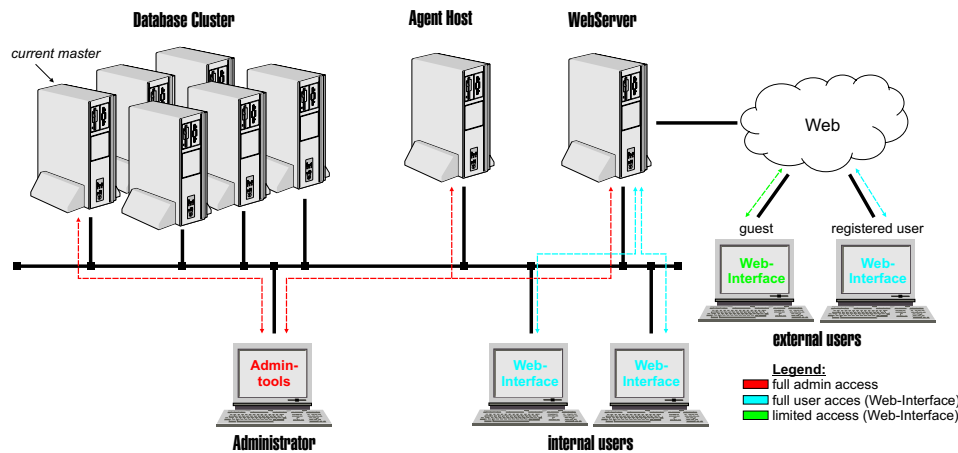 Database Cluster
Agent Host
WebServer
current master
Web
guest
registered user
Web-
Interface
Web-
Interface
external users
Admin-
tools
Web-
Interface
Web-
Interface
Administrator
internal users
Legend:
full admin access
full user acces (Web-Interface)
limited access (Web-Interface)